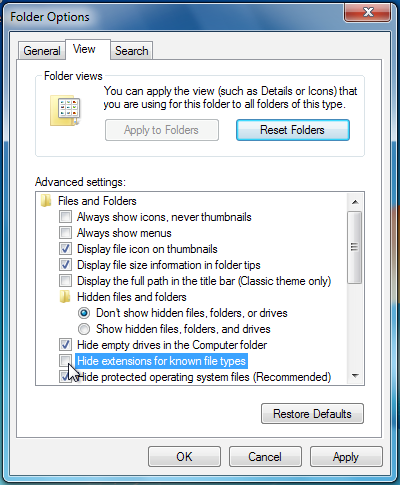 Folder Options
General View Search
Folder views
You can apply the view (such as Details or Icons) that
you are using for this folder to all folders of this type.
Apply to Folders Reset Folders
Advanced settings:
Files and Folders
Always show icons, never thumbnails
Always show menus
Display file icon on thumbnails
Display file size information in folder tips
Display the full path in the title bar (Classic theme only)
Hidden files and folders
Don't show hidden files, folders, or drives
Show hidden files, folders, and drives
Hide empty drives in the Computer folder
Hide extensions for known file types
Hide protected operating system files (Recommended)
Restore Defaults
OK Cancel Apply